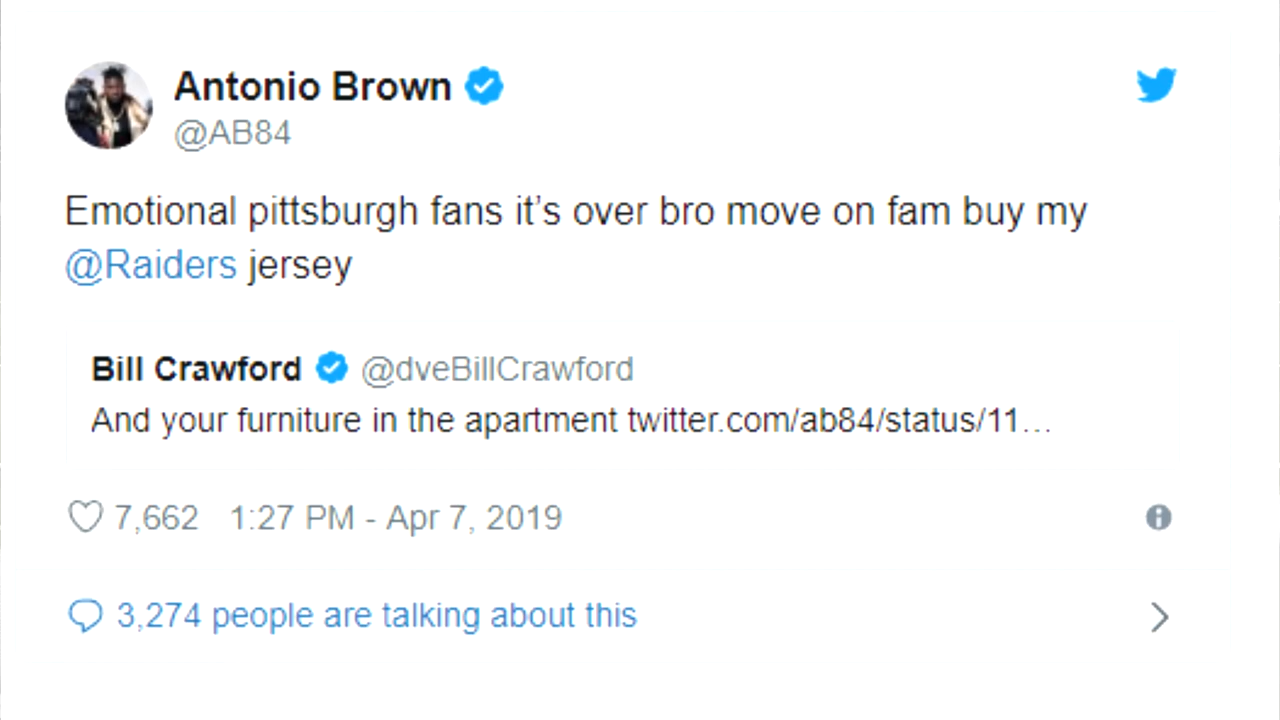 Antonio Brown
@AB84
Emotional pittsburgh fans it’s over bro move on fam buy my
@Raiders jersey
Bill Crawford @dveBillCrawford
And your furniture in the apartment twitter.com/ab84/status/11…
7,662 1:27 PM - Apr 7, 2019
3,274 people are talking about this